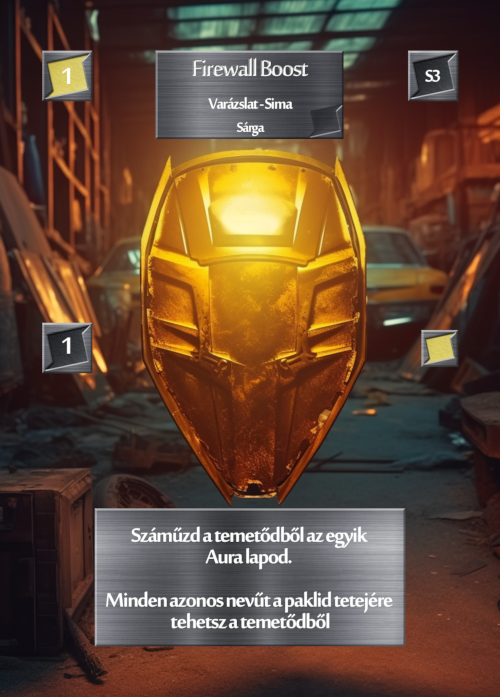 1
Firewall Boost
S3
Varázslat - Sima
Sárga
1
Száműzd a temetődből az egyik
Aura lapod.
Minden azonos nevűt a paklid tetejére
tehetsz a temetődből